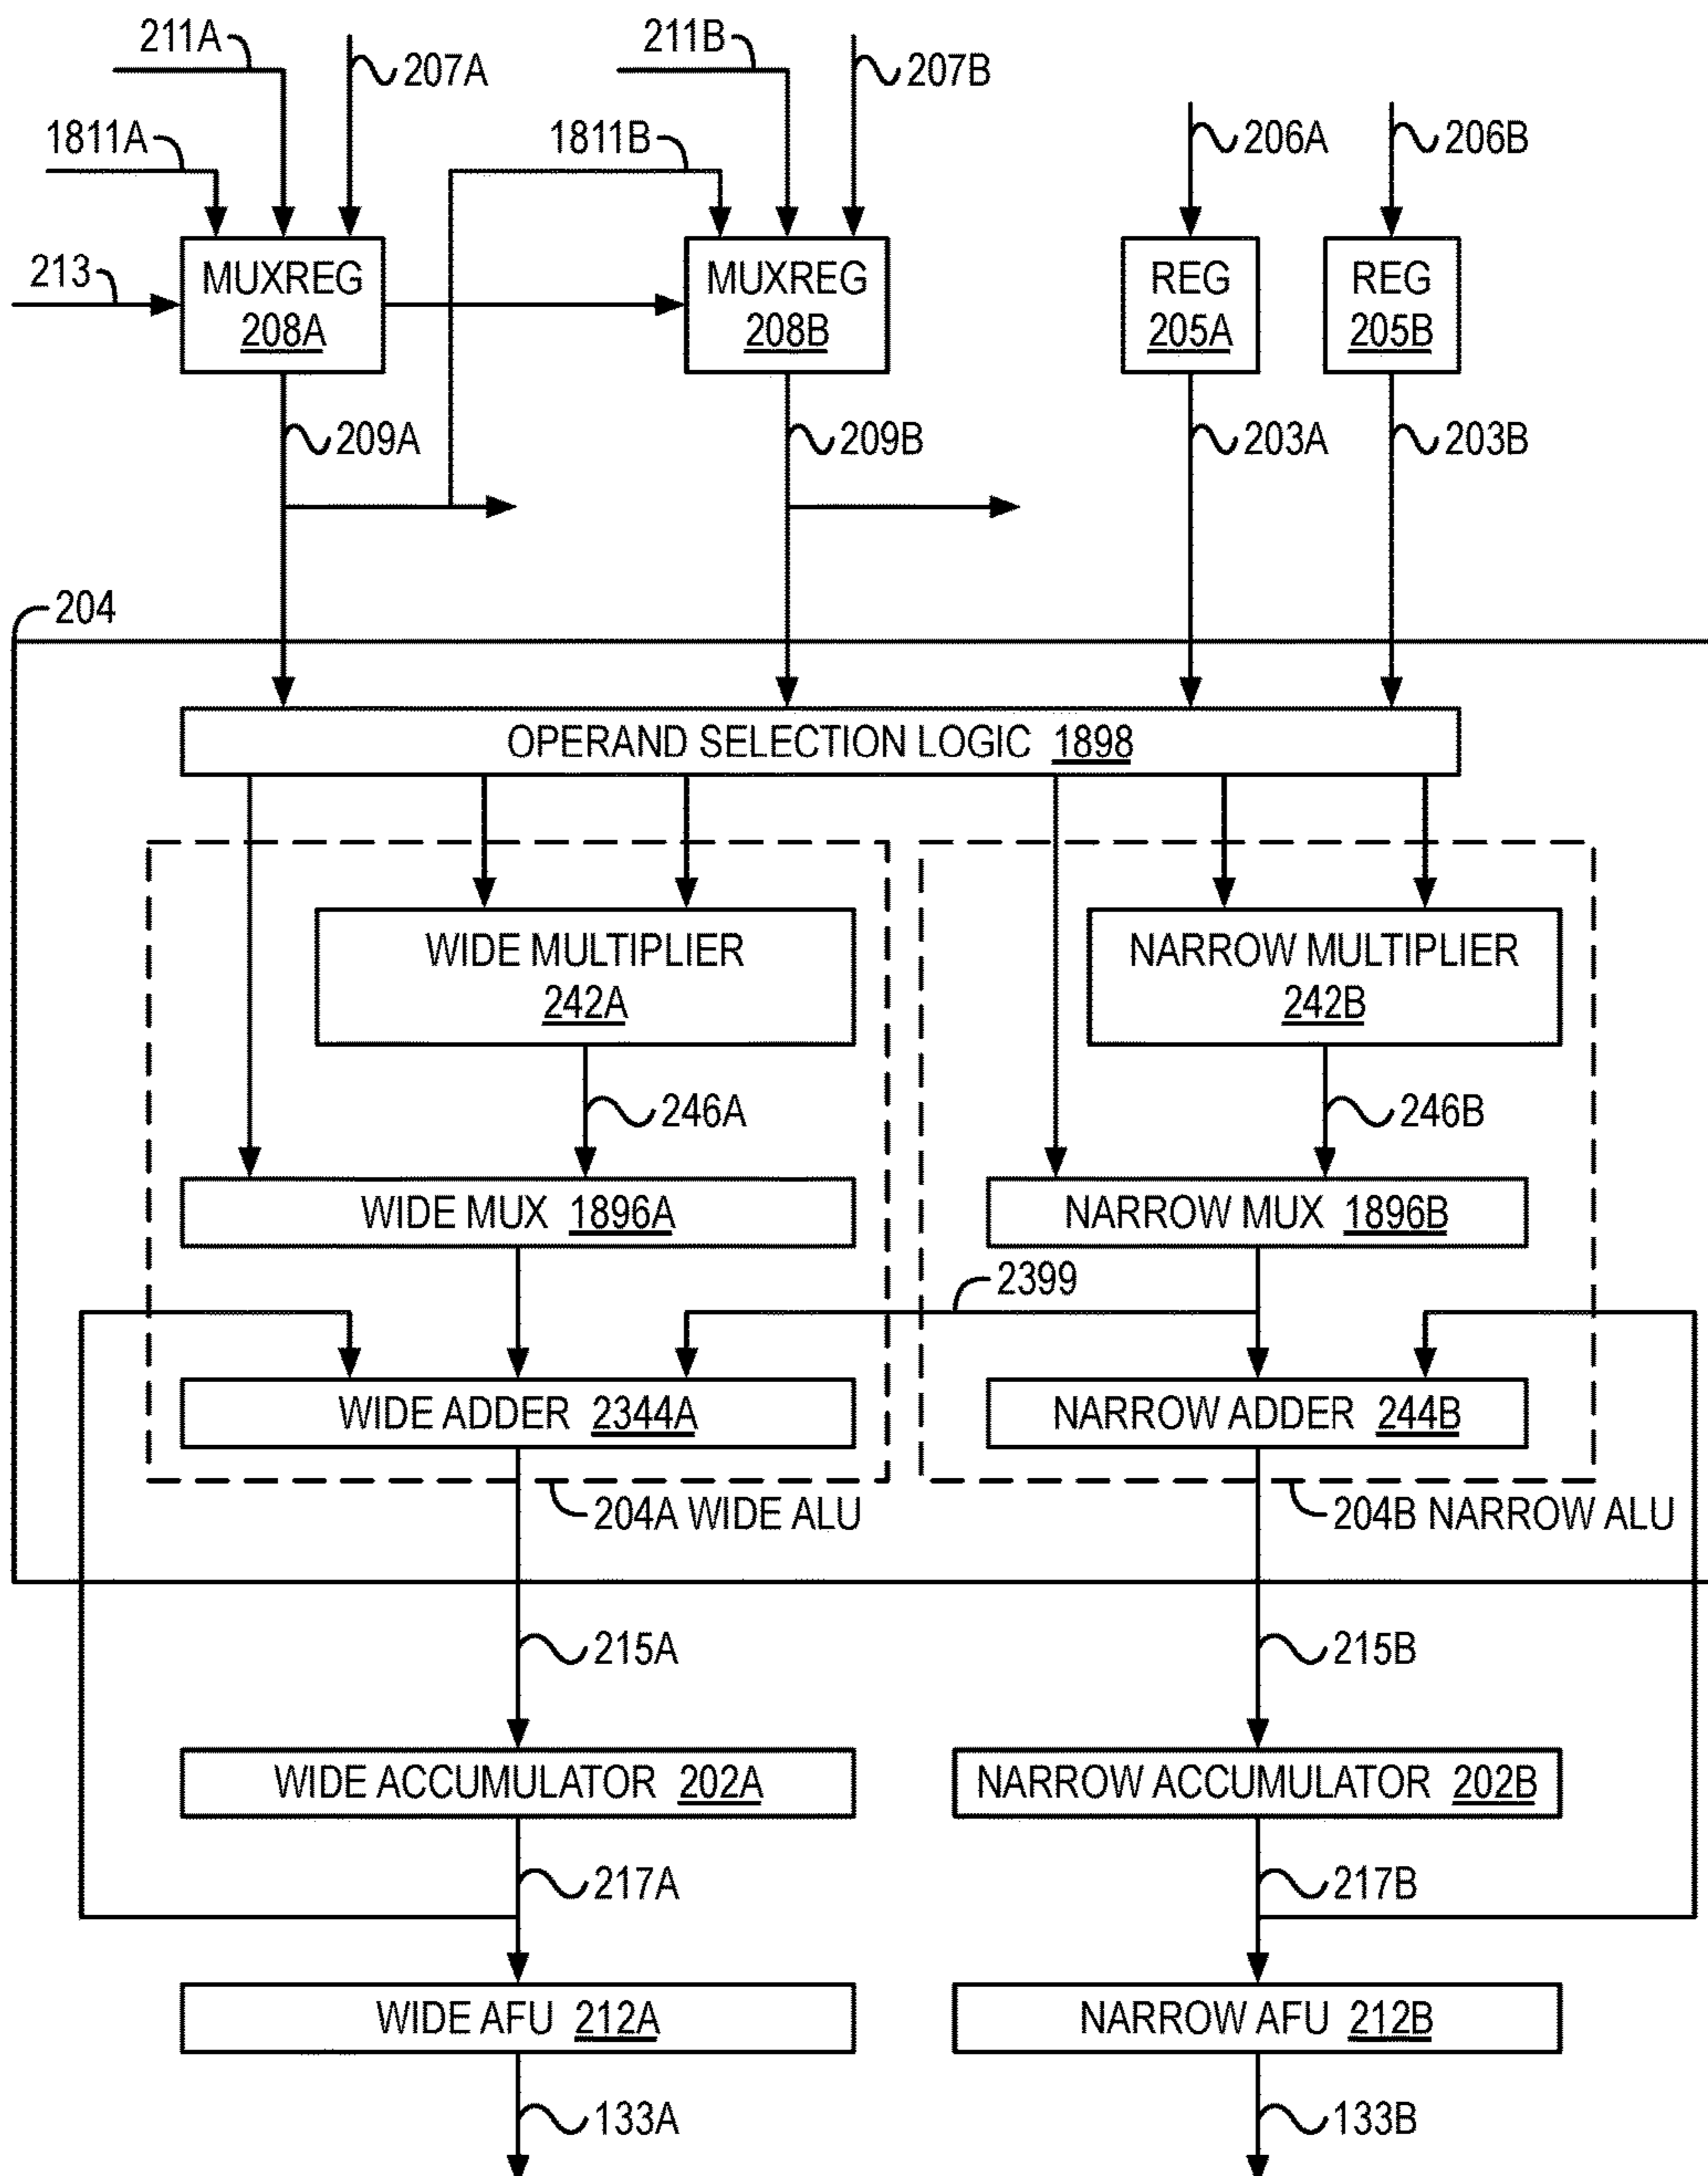 211A
207A
211B
207B
1811A
1811B
206A
206B
213
MUXREG
208A
MUXREG
208B
REG
205A
REG
205B
209A
209B
203A
203B
204
OPERAND SELECTION LOGIC 1898
WIDE MULTIPLIER
242A
NARROW MULTIPLIER
242B
246A
246B
WIDE MUX 1896A
NARROW MUX 1896B
2399
WIDE ADDER 2344A
NARROW ADDER 244B
204A WIDE ALU
204B NARROW ALU
215A
215B
WIDE ACCUMULATOR 202A
NARROW ACCUMULATOR 202B
217A
217B
WIDE AFU 212A
NARROW AFU 212B
133A
133B